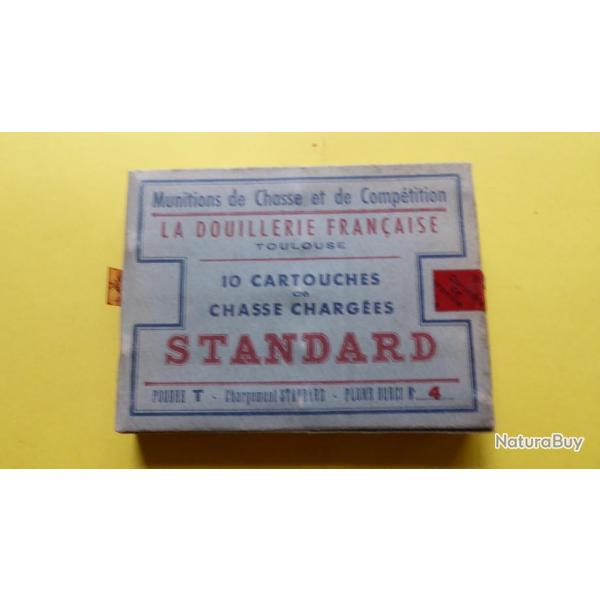 Munitions de Chasse et de Compétition
LA DOUILLERIE FRANÇAISE
TOULOUSE
10 CARTOUCHES
de
CHASSE CHARGÉES
STANDARD
POUDRE T - Chargement STANDARD - PLOMB DURCI N° 4
NaturaBuy